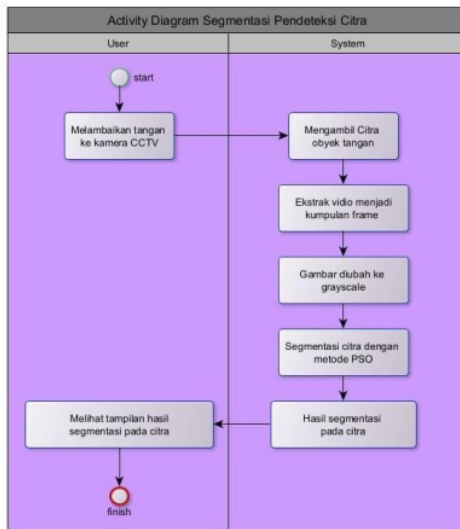 Activity Diagram Segmentasi Pendeteksi Citra
User
System
start
Melambaikan tangan
ke kamera CCTV
Mengambil Citra
obyek tangan
Ekstrak vidio menjadi
kumpulan frame
Gambar diubah ke
grayscale
Segmentasi citra dengan
metode PSO
Hasil segmentasi
pada citra
Melihat tampilan hasil
segmentasi pada citra
finish